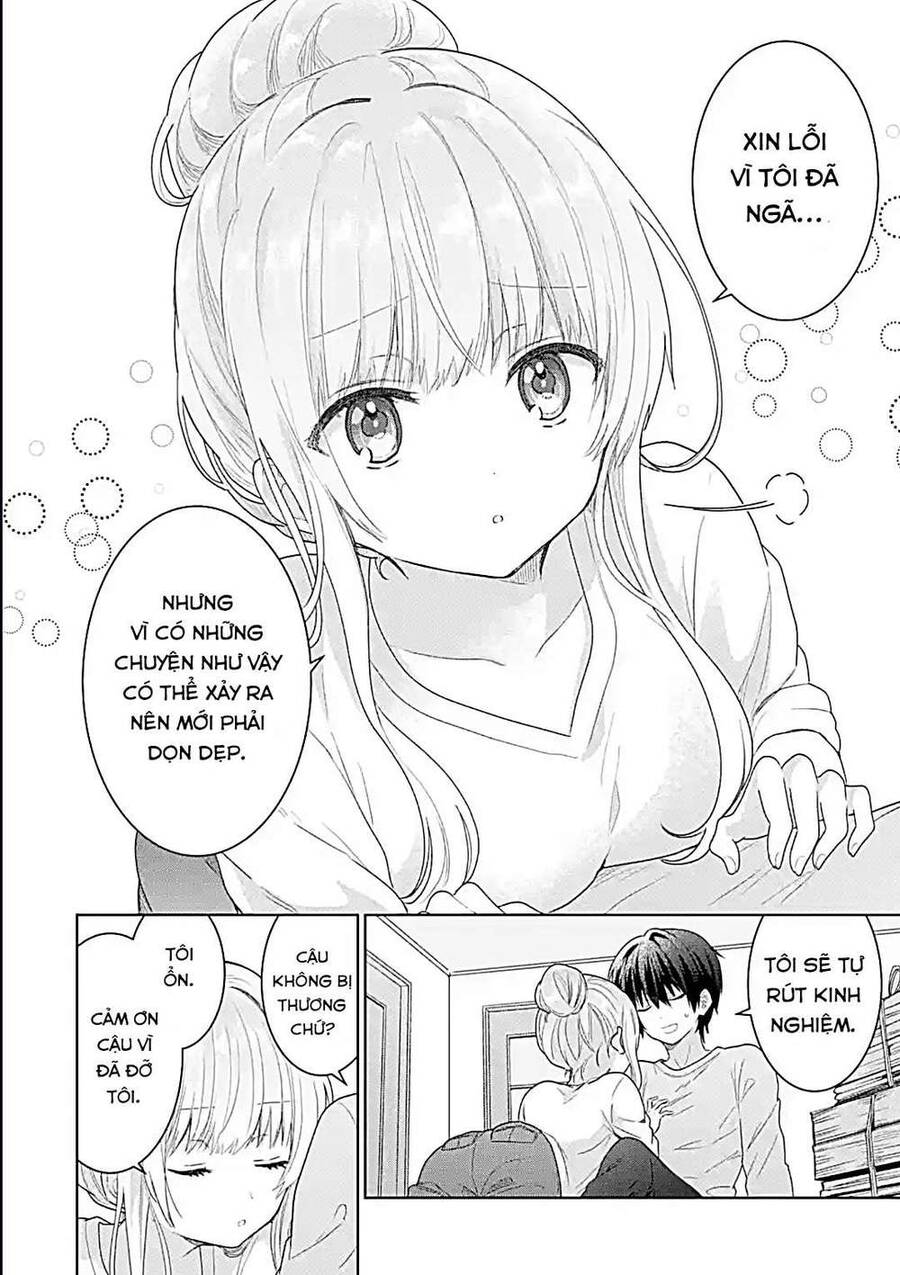 XIN LỖI
VÌ TÔI ĐÃ
NGÃ...
NHƯNG
VÌ CÓ NHỮNG
CHUYỆN NHƯ VẬY
CÓ THỂ XẢY RA
NÊN MỚI PHẢI
DỌN DẸP.
TÔI SẼ TỰ
RÚT KINH
NGHIỆM.
CẬU
KHÔNG BỊ
THƯƠNG
CHỨ?
TÔI
ỔN.
CẢM ƠN
CẬU VÌ
ĐÃ ĐỠ
TÔI.